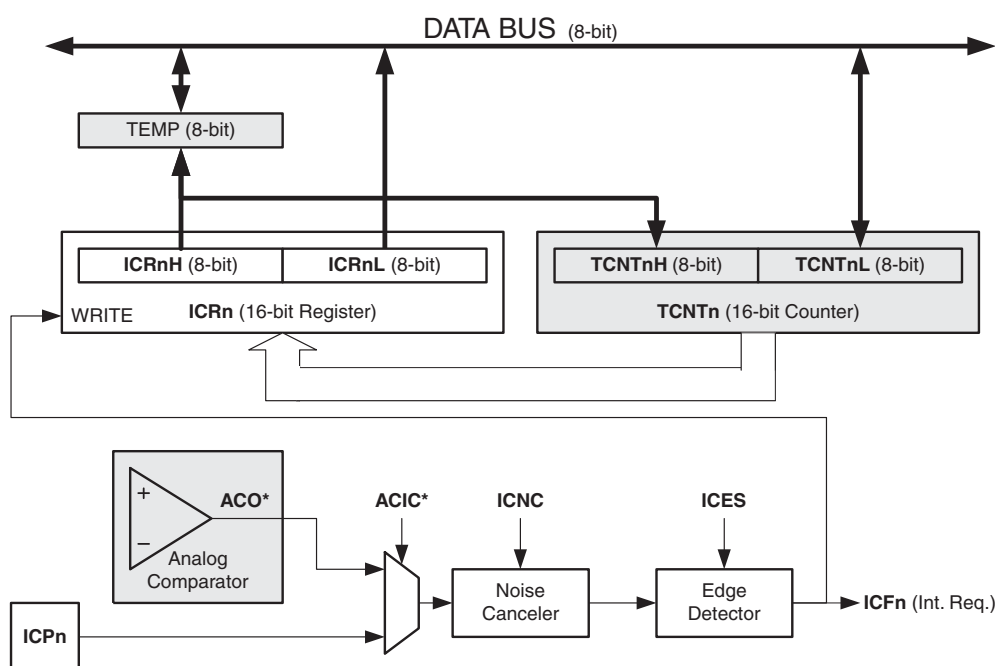 DATA BUS (8-bit)
TEMP (8-bit)
ICRnH (8-bit)
ICRnL (8-bit)
TCNTnH (8-bit)
TCNTnL (8-bit)
WRITE
ICRn (16-bit Register)
TCNTn (16-bit Counter)
+
−
ACO*
Analog
Comparator
ACIC*
ICNC
ICES
Noise
Canceler
Edge
Detector
ICFn (Int. Req.)
ICPn